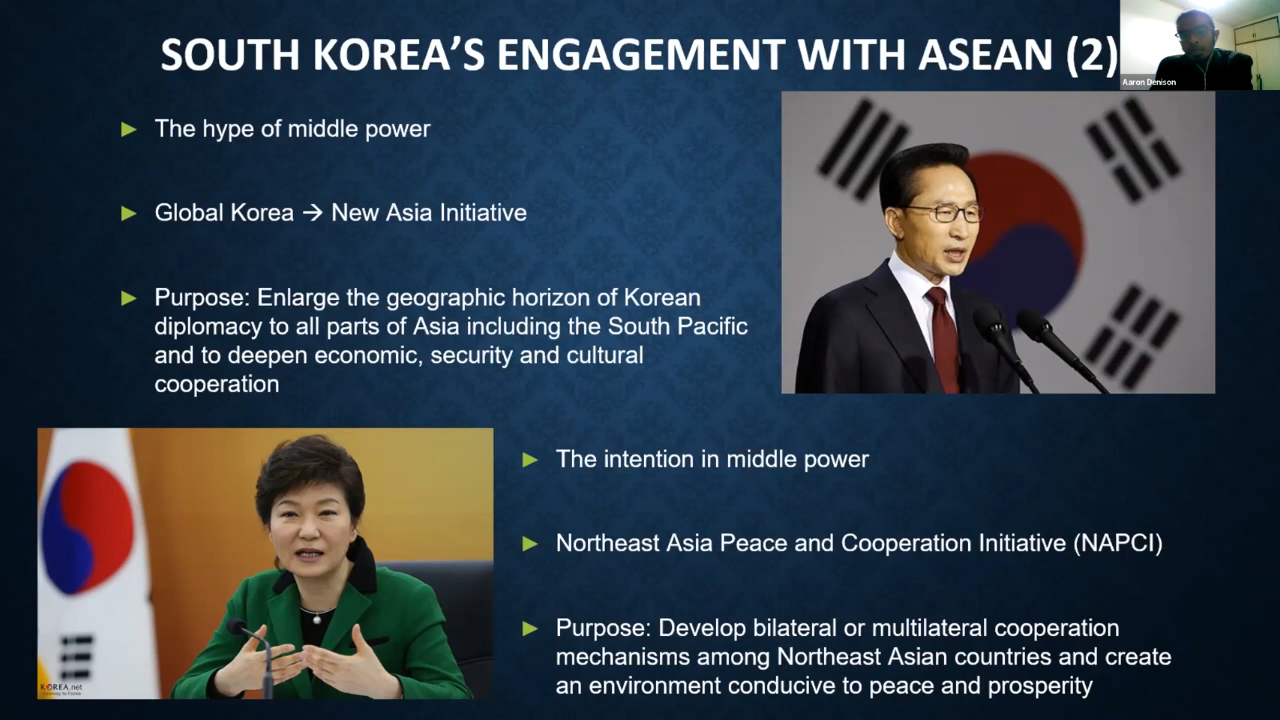 SOUTH KOREA'S ENGAGEMENT WITH ASEAN (2)
Aaron Denison
► The hype of middle power
► Global Korea → New Asia Initiative
► Purpose: Enlarge the geographic horizon of Korean
diplomacy to all parts of Asia including the South Pacific
and to deepen economic, security and cultural
cooperation
► The intention in middle power
► Northeast Asia Peace and Cooperation Initiative (NAPCI)
► Purpose: Develop bilateral or multilateral cooperation
mechanisms among Northeast Asian countries and create
an environment conducive to peace and prosperity
KOREA.net